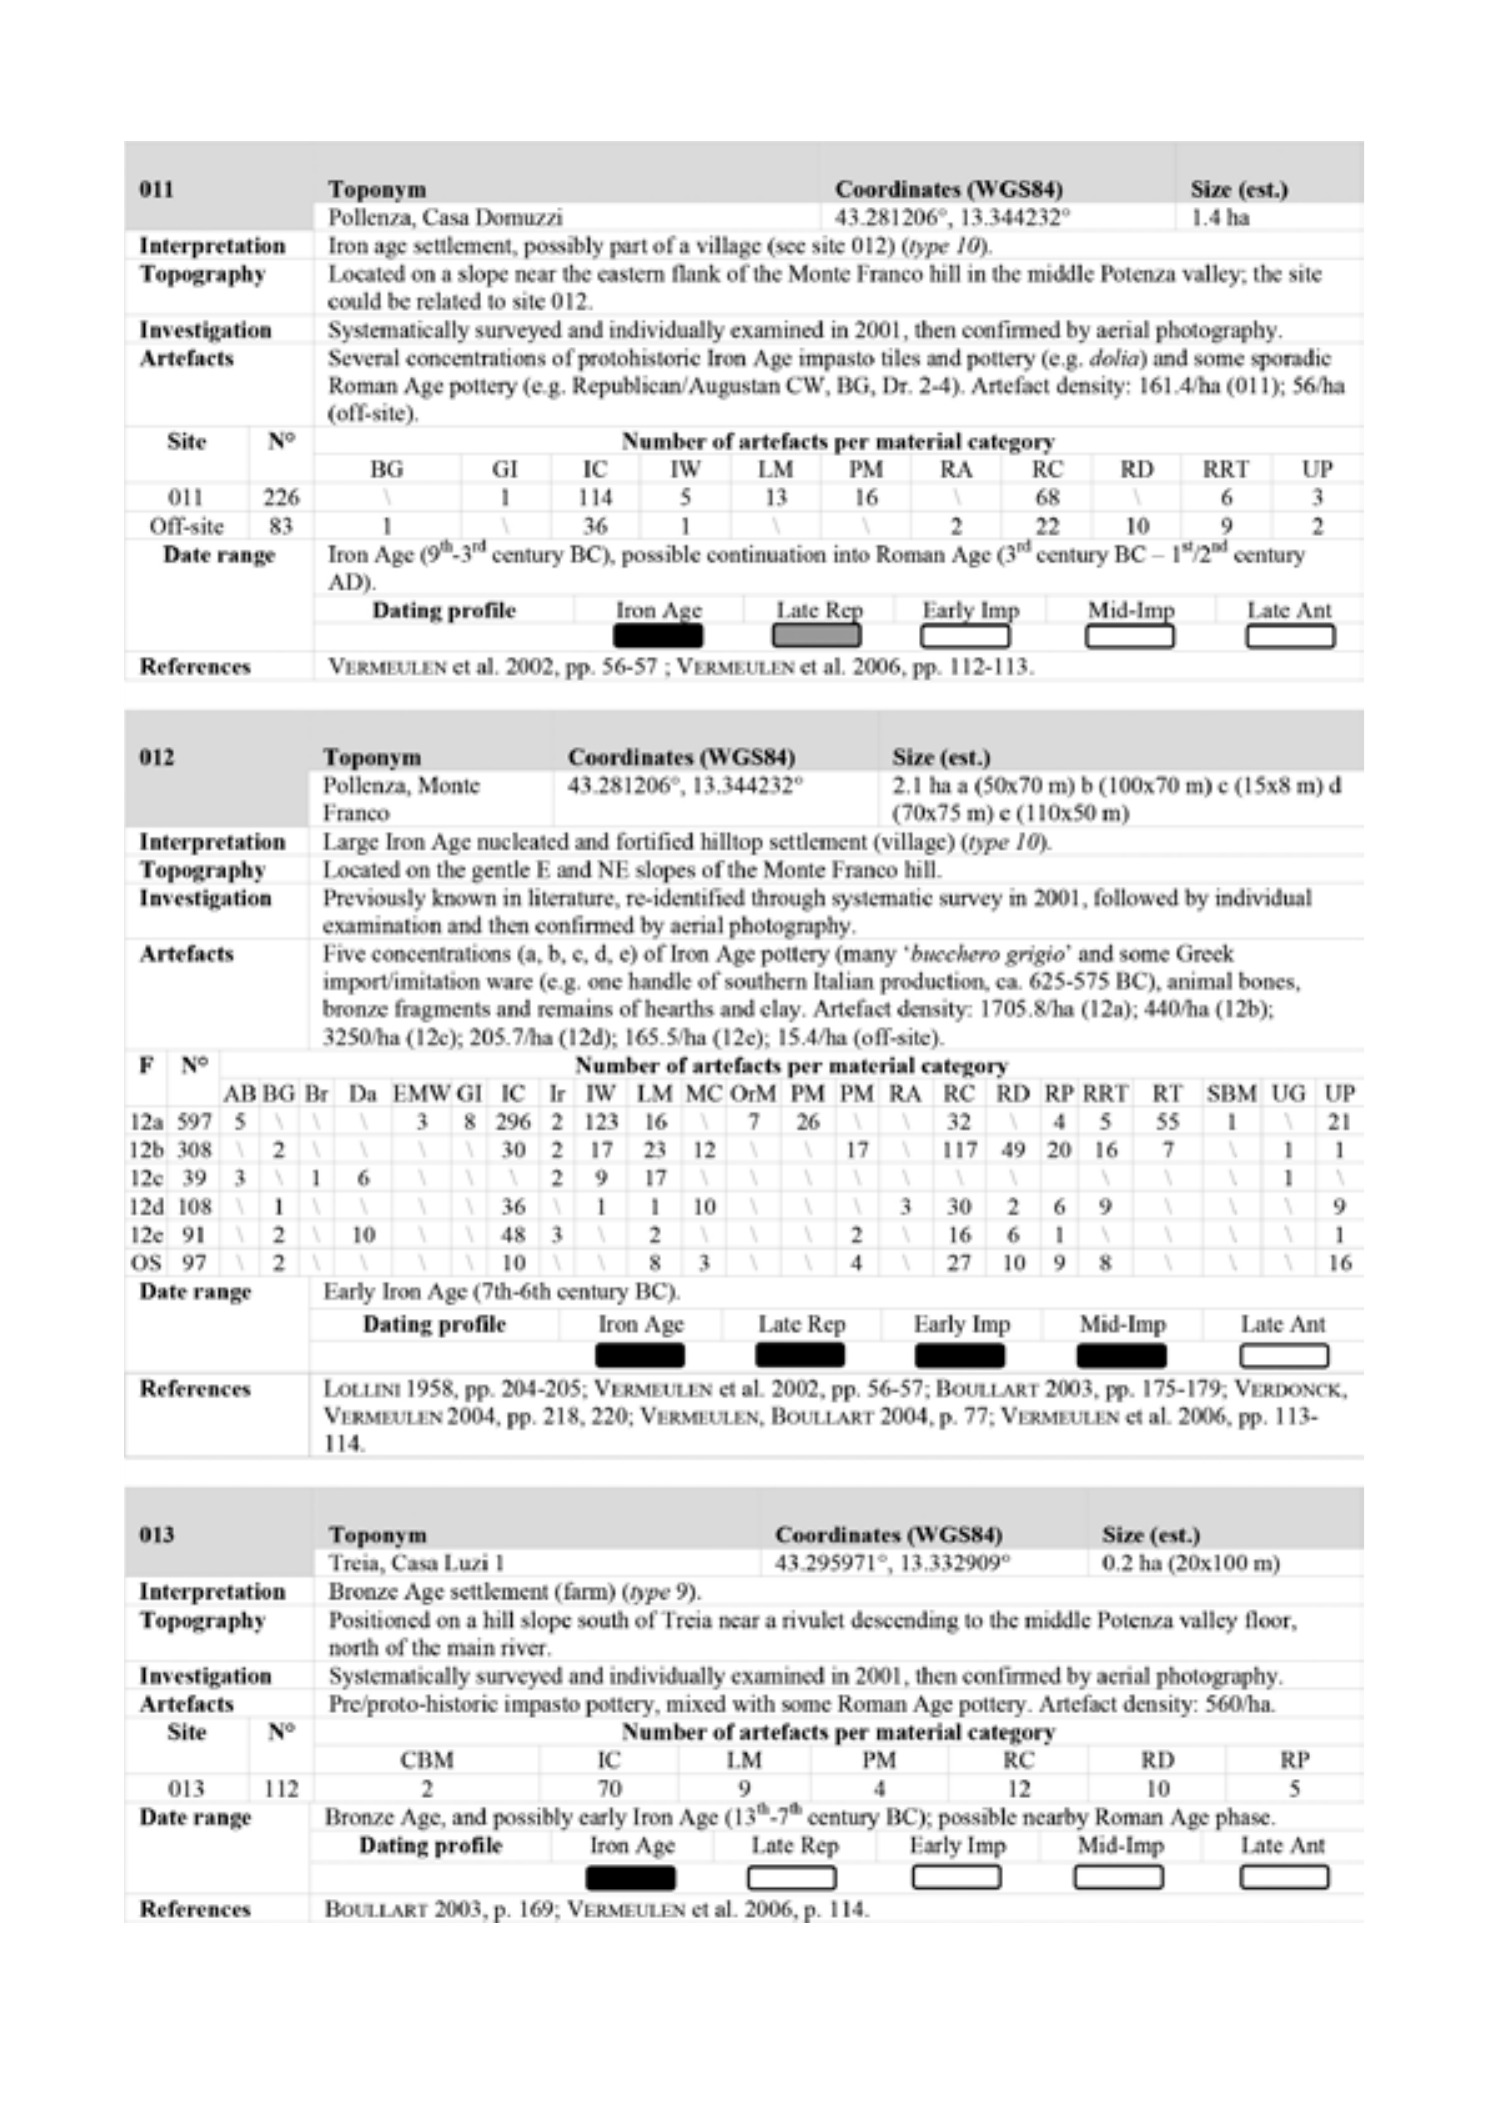 011 Toponym Coordinates (WGS84) Size (est.)
Pollenza, Casa Domuzzi 43.281206°, 13.344232° 1.4 ha
Interpretation Iron age settlement, possibly part of a village (see site 012) (type 10).
Topography Located on a slope near the eastern flank of the Monte Franco hill in the middle Potenza valley; the site
could be related to site 012.
Investigation Systematically surveyed and individually examined in 2001, then confirmed by aerial photography.
Artefacts Several concentrations of protohistoric Iron Age impasto tiles and pottery (e.g. dolia) and some sporadic
Roman Age pottery (e.g. Republican/Augustan CW, BG, Dr. 2-4). Artefact density: 161.4/ha (011); 56/ha
(off-site).
Site N° Number of artefacts per material category
BG GI IC IW LM PM RA RC RD RRT UP
011 226 \ 1 114 5 13 16 \ 68 \ 6 3
Off-site 83 1 \ 36 1 \ \ 2 22 10 9 2
Date range Iron Age (9th-3rd century BC), possible continuation into Roman Age (3rd century BC – 1st/2nd century
AD).
Dating profile Iron Age Late Rep Early Imp Mid-Imp Late Ant
References VERMEULEN et al. 2002, pp. 56-57 ; VERMEULEN et al. 2006, pp. 112-113.
012 Toponym Coordinates (WGS84) Size (est.)
Pollenza, Monte 43.281206°, 13.344232° 2.1 ha a (50x70 m) b (100x70 m) c (15x8 m) d
Franco (70x75 m) e (110x50 m)
Interpretation Large Iron Age nucleated and fortified hilltop settlement (village) (type 10).
Topography Located on the gentle E and NE slopes of the Monte Franco hill.
Investigation Previously known in literature, re-identified through systematic survey in 2001, followed by individual
examination and then confirmed by aerial photography.
Artefacts Five concentrations (a, b, c, d, e) of Iron Age pottery (many ‘bucchero grigio’ and some Greek
import/imitation ware (e.g. one handle of southern Italian production, ca. 625-575 BC), animal bones,
bronze fragments and remains of hearths and clay. Artefact density: 1705.8/ha (12a); 440/ha (12b);
3250/ha (12c); 205.7/ha (12d); 165.5/ha (12e); 15.4/ha (off-site).
F N° Number of artefacts per material category
AB BG Br Da EMW GI IC Ir IW LM MC OrM PM PM RA RC RD RP RRT RT SBM UG UP
12a 597 5 \ \ \ 3 8 296 2 123 16 \ 7 26 \ \ 32 \ 4 5 55 1 \ 21
12b 308 \ 2 \ \ \ \ 30 2 17 23 12 \ \ 17 \ 117 49 20 16 7 \ 1 1
12c 39 3 \ 1 6 \ \ \ 2 9 17 \ \ \ \ \ \ \ \ \ \ \ 1 \
12d 108 \ 1 \ \ \ \ 36 \ 1 1 10 \ \ \ 3 30 2 6 9 \ \ \ 9
12e 91 \ 2 \ 10 \ \ 48 3 \ 2 \ \ \ 2 \ 16 6 1 \ \ \ \ 1
OS 97 \ 2 \ \ \ \ 10 \ \ 8 3 \ \ 4 \ 27 10 9 8 \ \ \ 16
Date range Early Iron Age (7th-6th century BC).
Dating profile Iron Age Late Rep Early Imp Mid-Imp Late Ant
References LOLLINI 1958, pp. 204-205; VERMEULEN et al. 2002, pp. 56-57; BOULLART 2003, pp. 175-179; VERDONCK,
VERMEULEN 2004, pp. 218, 220; VERMEULEN, BOULLART 2004, p. 77; VERMEULEN et al. 2006, pp. 113-
114.
013 Toponym Coordinates (WGS84) Size (est.)
Treia, Casa Luzi 1 43.295971°, 13.332909° 0.2 ha (20x100 m)
Interpretation Bronze Age settlement (farm) (type 9).
Topography Positioned on a hill slope south of Treia near a rivulet descending to the middle Potenza valley floor,
north of the main river.
Investigation Systematically surveyed and individually examined in 2001, then confirmed by aerial photography.
Artefacts Pre/proto-historic impasto pottery, mixed with some Roman Age pottery. Artefact density: 560/ha.
Site N° Number of artefacts per material category
CBM IC LM PM RC RD RP
013 112 2 70 9 4 12 10 5
Date range Bronze Age, and possibly early Iron Age (13th-7th century BC); possible nearby Roman Age phase.
Dating profile Iron Age Late Rep Early Imp Mid-Imp Late Ant
References BOULLART 2003, p. 169; VERMEULEN et al. 2006, p. 114.